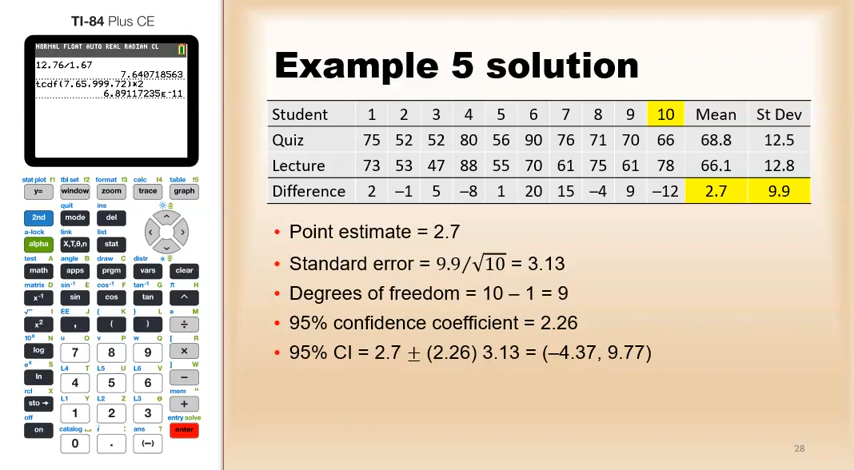 TI-84 Plus CE
NORMAL FLOAT AUTO REAL RADIAN CL
12.76/1.67
7.640718563
tcdf(7.65,999,72)*2
6.89117235E-11
stat plot f1 tbl set f2 format f3 calc f4 table f5
y= window zoom trace graph
quit ins
2nd mode del
a-lock link list
alpha X,T,θ,n stat
test A angle B draw C distr
math apps prgm vars clear
matrix D sin⁻¹ E cos⁻¹ F tan⁻¹ G π H
x⁻¹ sin cos tan ^
√ I EE J { K } L e M
x² , ( ) ÷
10ˣ N u O v P w Q [ R
log 7 8 9 ×
eˣ S L4 T L5 U L6 V ] W
ln 4 5 6 −
rcl X L1 Y L2 Z L3 θ mem "
sto→ 1 2 3 +
off catalog i : ans ? entry solve
on 0 . (−) enter
Example 5 solution
Student 1 2 3 4 5 6 7 8 9 10 Mean St Dev
Quiz 75 52 52 80 56 90 76 71 70 66 68.8 12.5
Lecture 73 53 47 88 55 70 61 75 61 78 66.1 12.8
Difference 2 −1 5 −8 1 20 15 −4 9 −12 2.7 9.9
• Point estimate = 2.7
• Standard error = 9.9/√10 = 3.13
• Degrees of freedom = 10 – 1 = 9
• 95% confidence coefficient = 2.26
• 95% CI = 2.7 ± (2.26) 3.13 = (–4.37, 9.77)
28